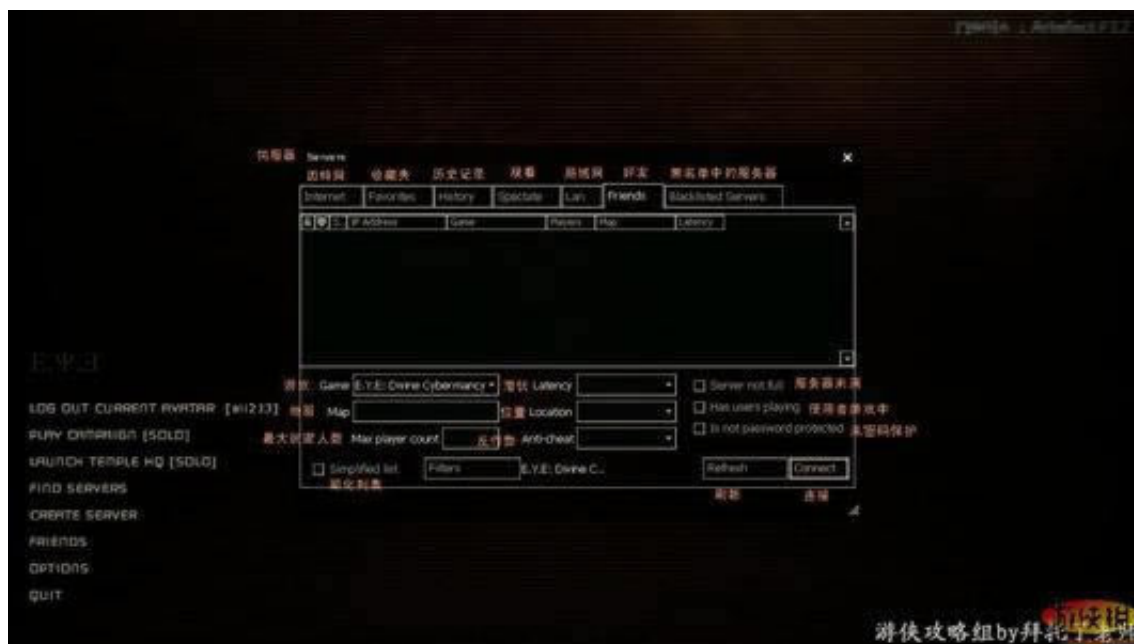 伺服器 Servers
因特网 收藏夹 历史记录 观看 局域网 好友 黑名单中的服务器
Internet Favorites History Spectate Lan Friends Blacklisted Servers
IP Address Game Players Map Latency
E.Y.E
游戏 Game E.Y.E: Divine Cybermancy 潜伏 Latency Server not full 服务器未满
LOG OUT CURRENT AVATAR [ali213] 地图 Map 位置 Location Has users playing 使用者游戏中
PLAY CAMPAIGN [SOLO] 最大玩家人数 Max player count 反作弊 Anti-cheat Is not password protected 未密码保护
LAUNCH TEMPLE HQ [SOLO] Simplified list Filters E.Y.E: Divine C... Refresh Connect
简化列表 刷新 连接
FIND SERVERS
CREATE SERVER
FRIENDS
OPTIONS
QUIT
游侠攻略组by拜托了老师